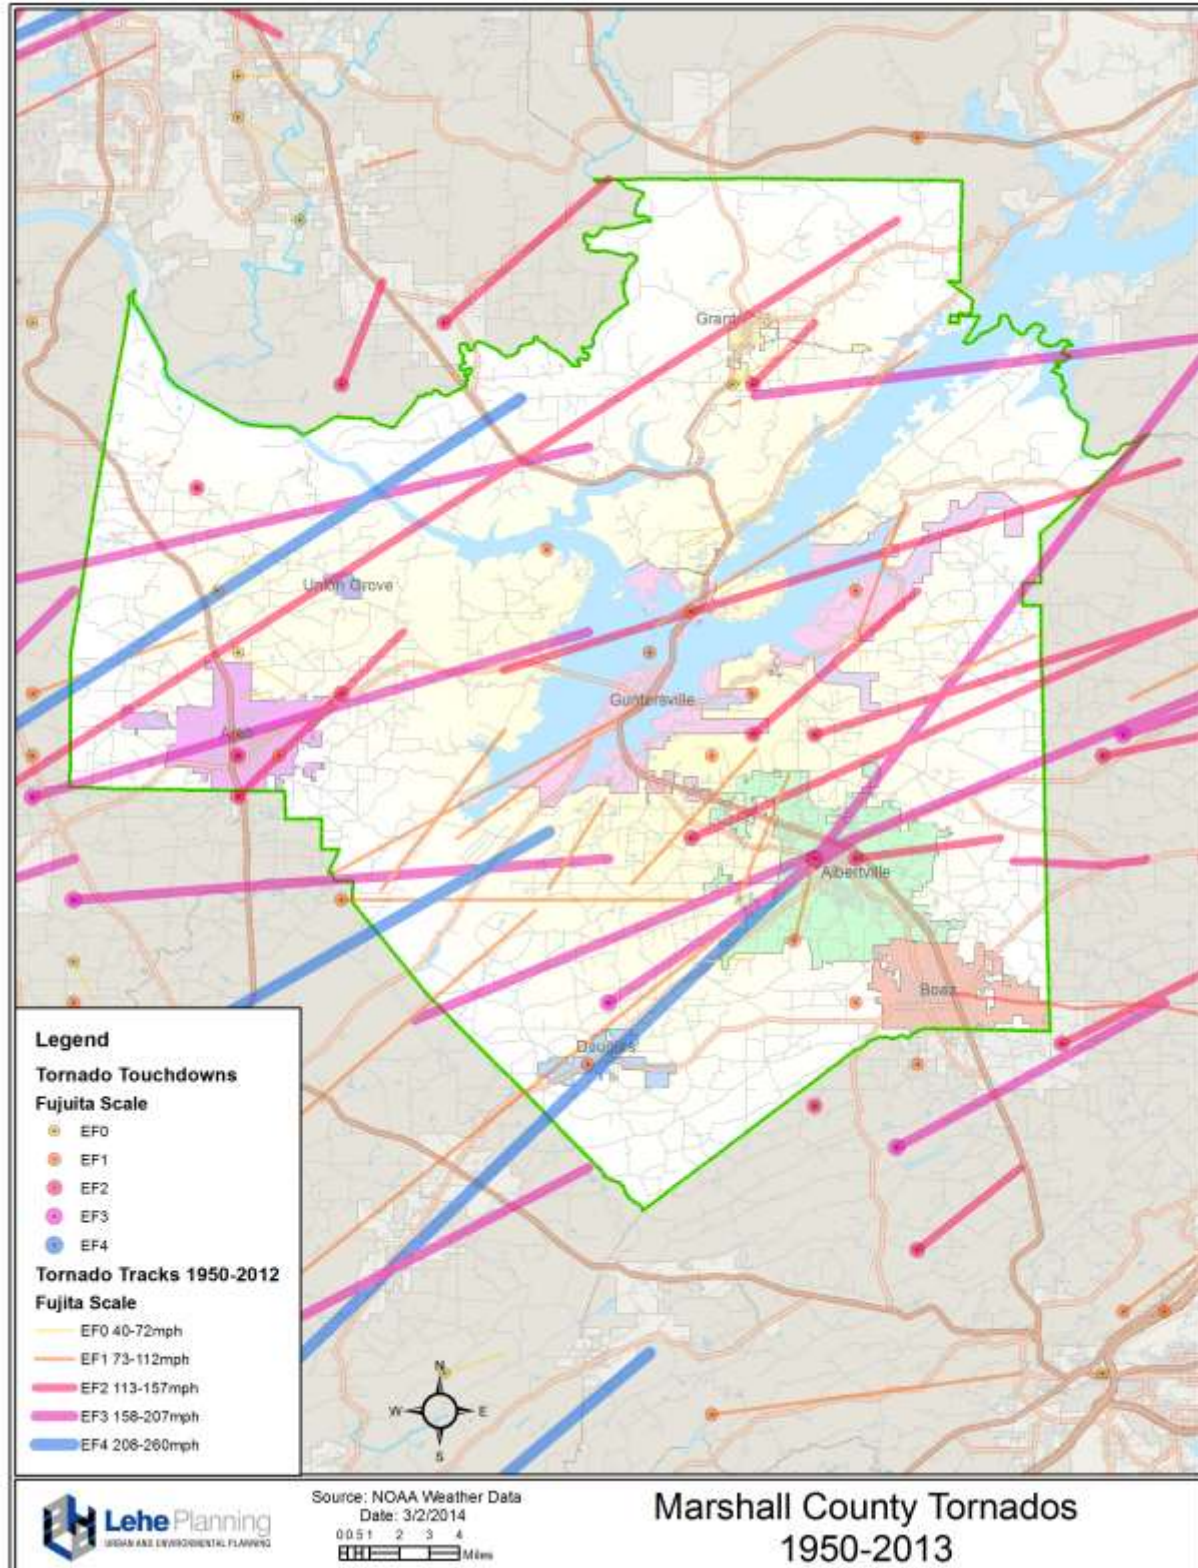 Grant
Union Grove
Arab
Guntersville
Albertville
Boaz
Douglas
Legend
Tornado Touchdowns
Fujuita Scale
EF0
EF1
EF2
EF3
EF4
Tornado Tracks 1950-2012
Fujita Scale
EF0 40-72mph
EF1 73-112mph
EF2 113-157mph
EF3 158-207mph
EF4 208-260mph
N
W E
S
Lehe Planning
URBAN AND ENVIRONMENTAL PLANNING
Source: NOAA Weather Data
Date: 3/2/2014
0 0.5 1 2 3 4
Miles
Marshall County Tornados
1950-2013